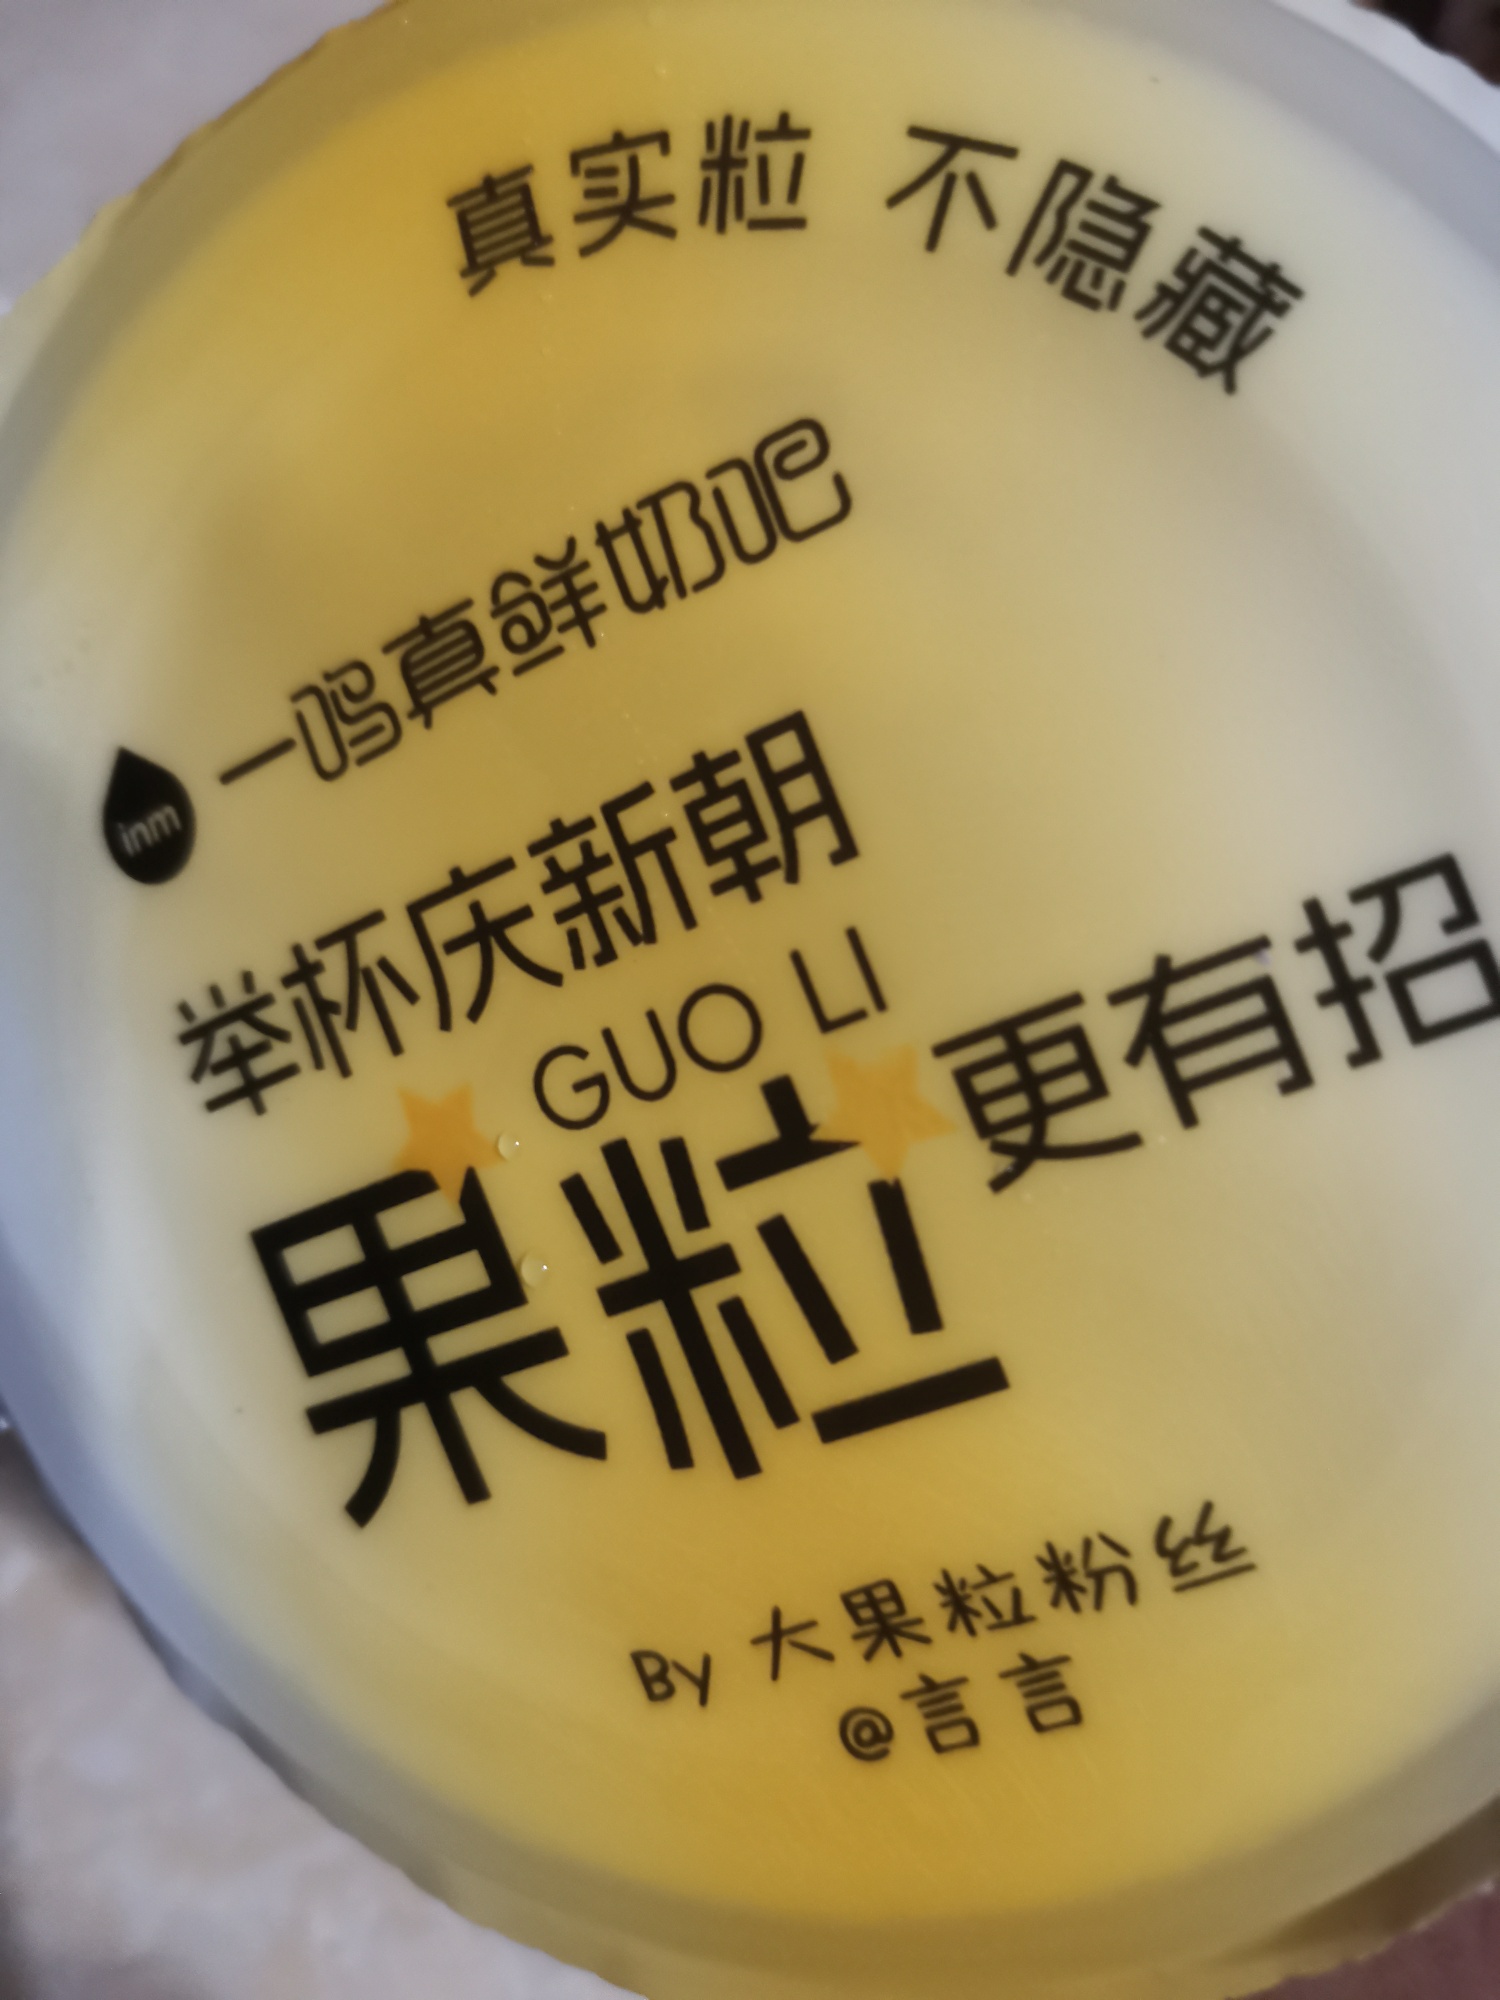 真实粒 不隐藏
一鸣真鲜奶吧
inm
举杯庆新朝
GUO LI
果粒
更有招
By 大果粒粉丝
@言言